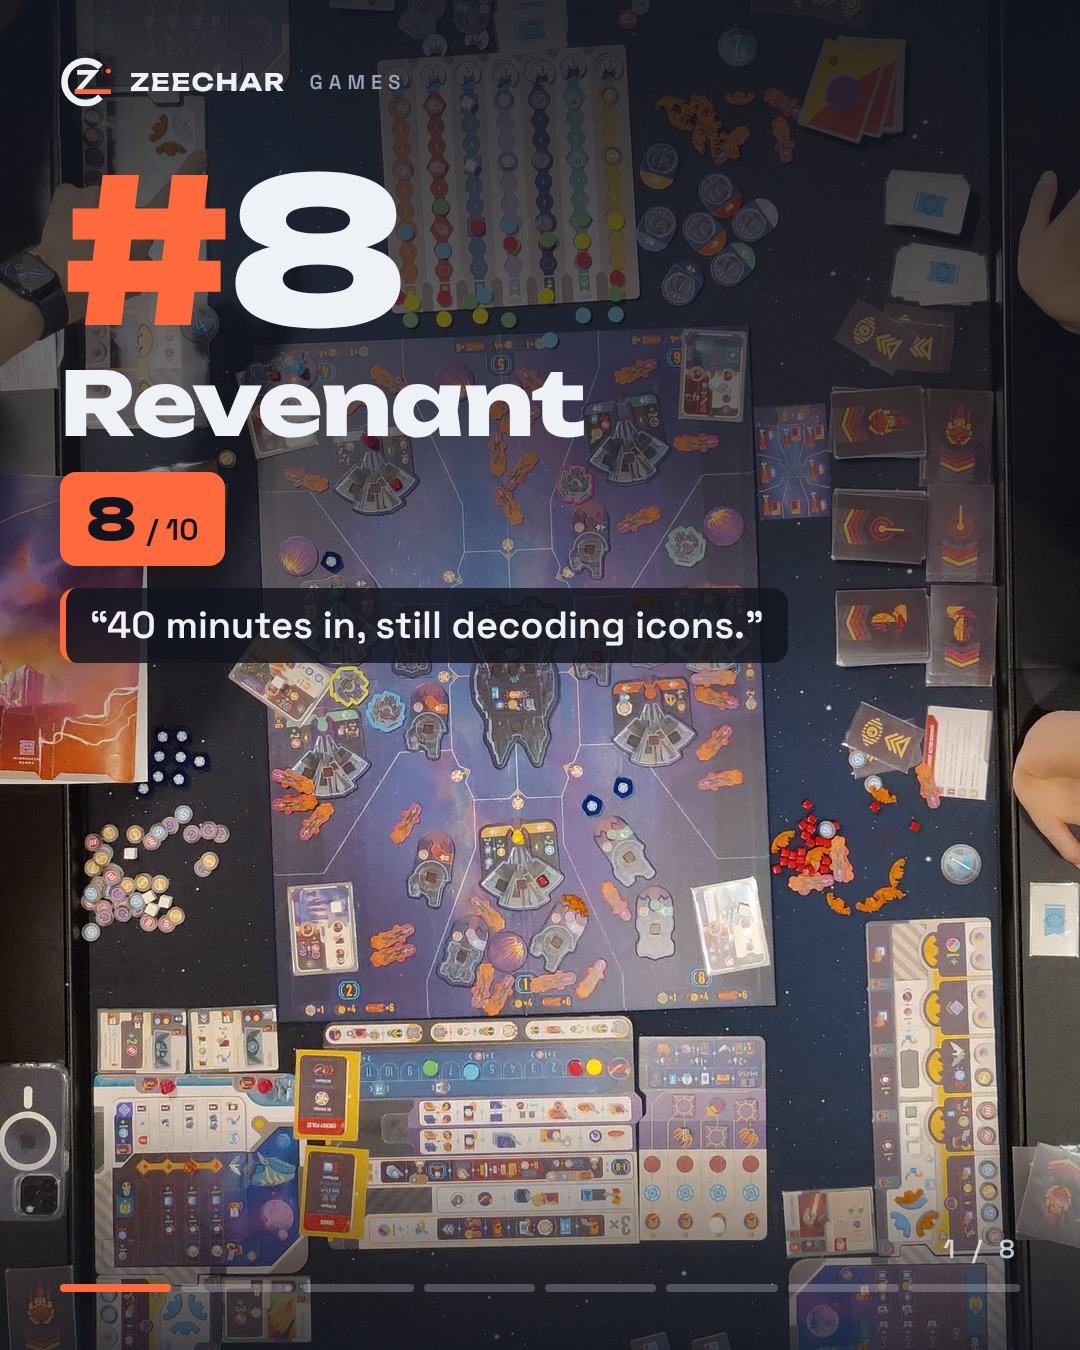 ZEECHAR GAMES
#8
Revenant
8 / 10
“40 minutes in, still decoding icons.”
1 / 8